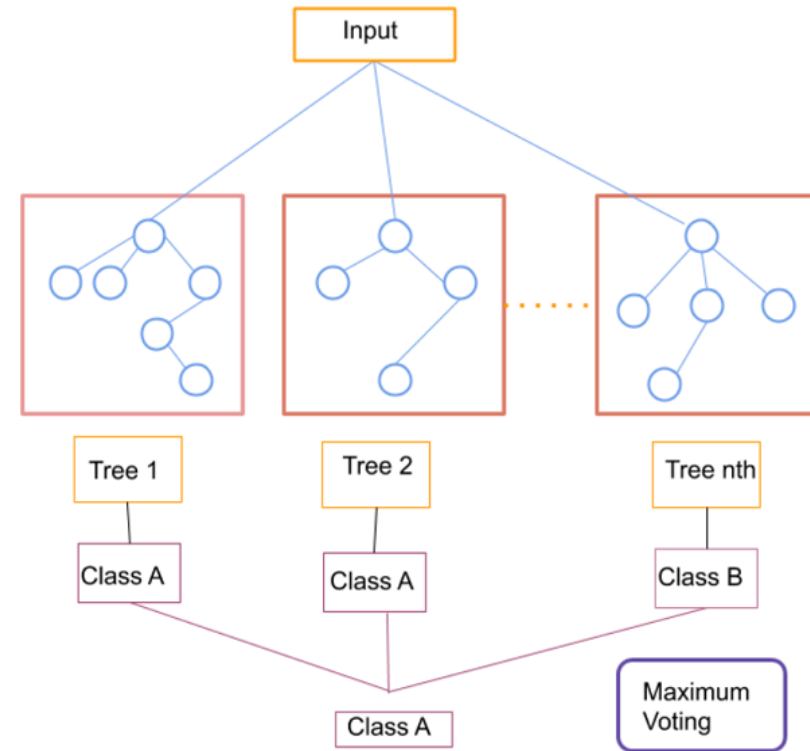 Input
Tree 1
Tree 2
Tree nth
Class A
Class A
Class B
Class A
Maximum
Voting